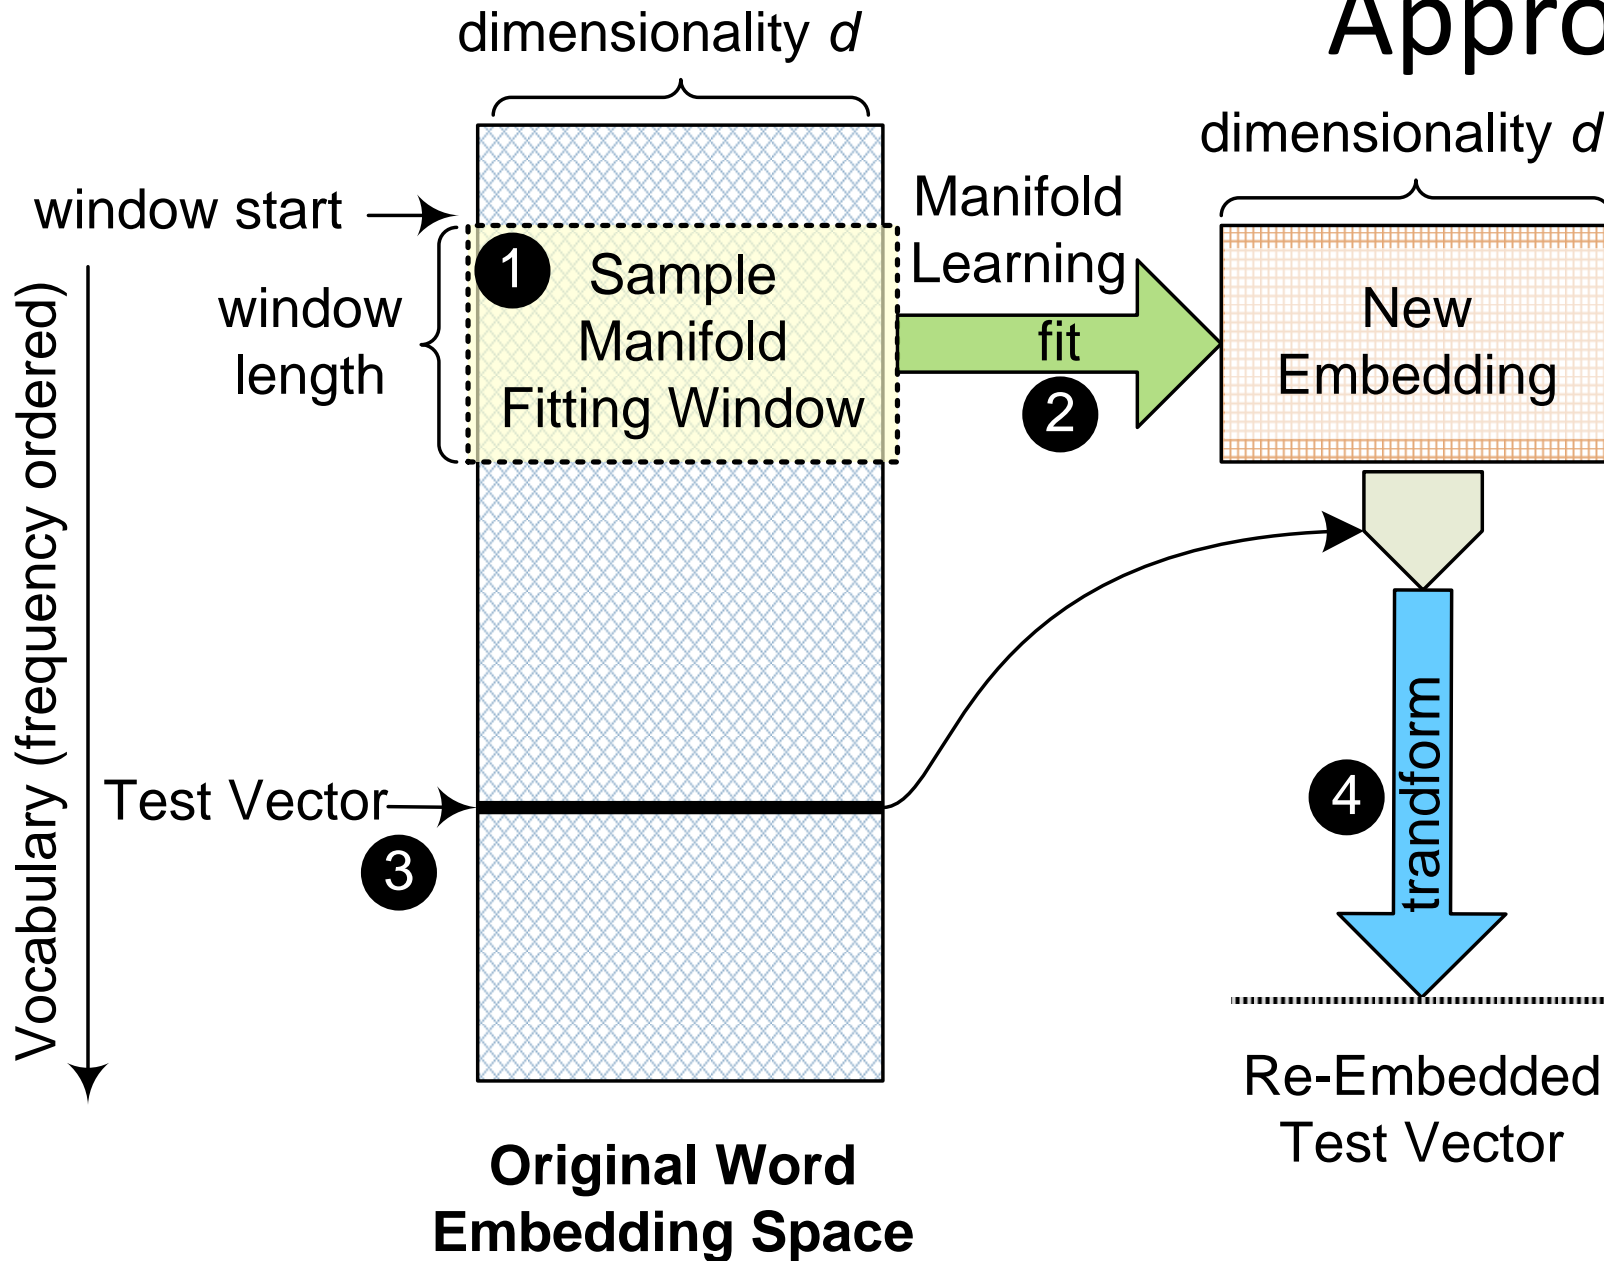 Appro
dimensionality d
dimensionality d
window start
Manifold
Learning
1
Sample
Manifold
Fitting Window
window
length
fit
2
New
Embedding
Vocabulary (frequency ordered)
Test Vector
3
4
trandform
Re-Embedded
Test Vector
Original Word
Embedding Space